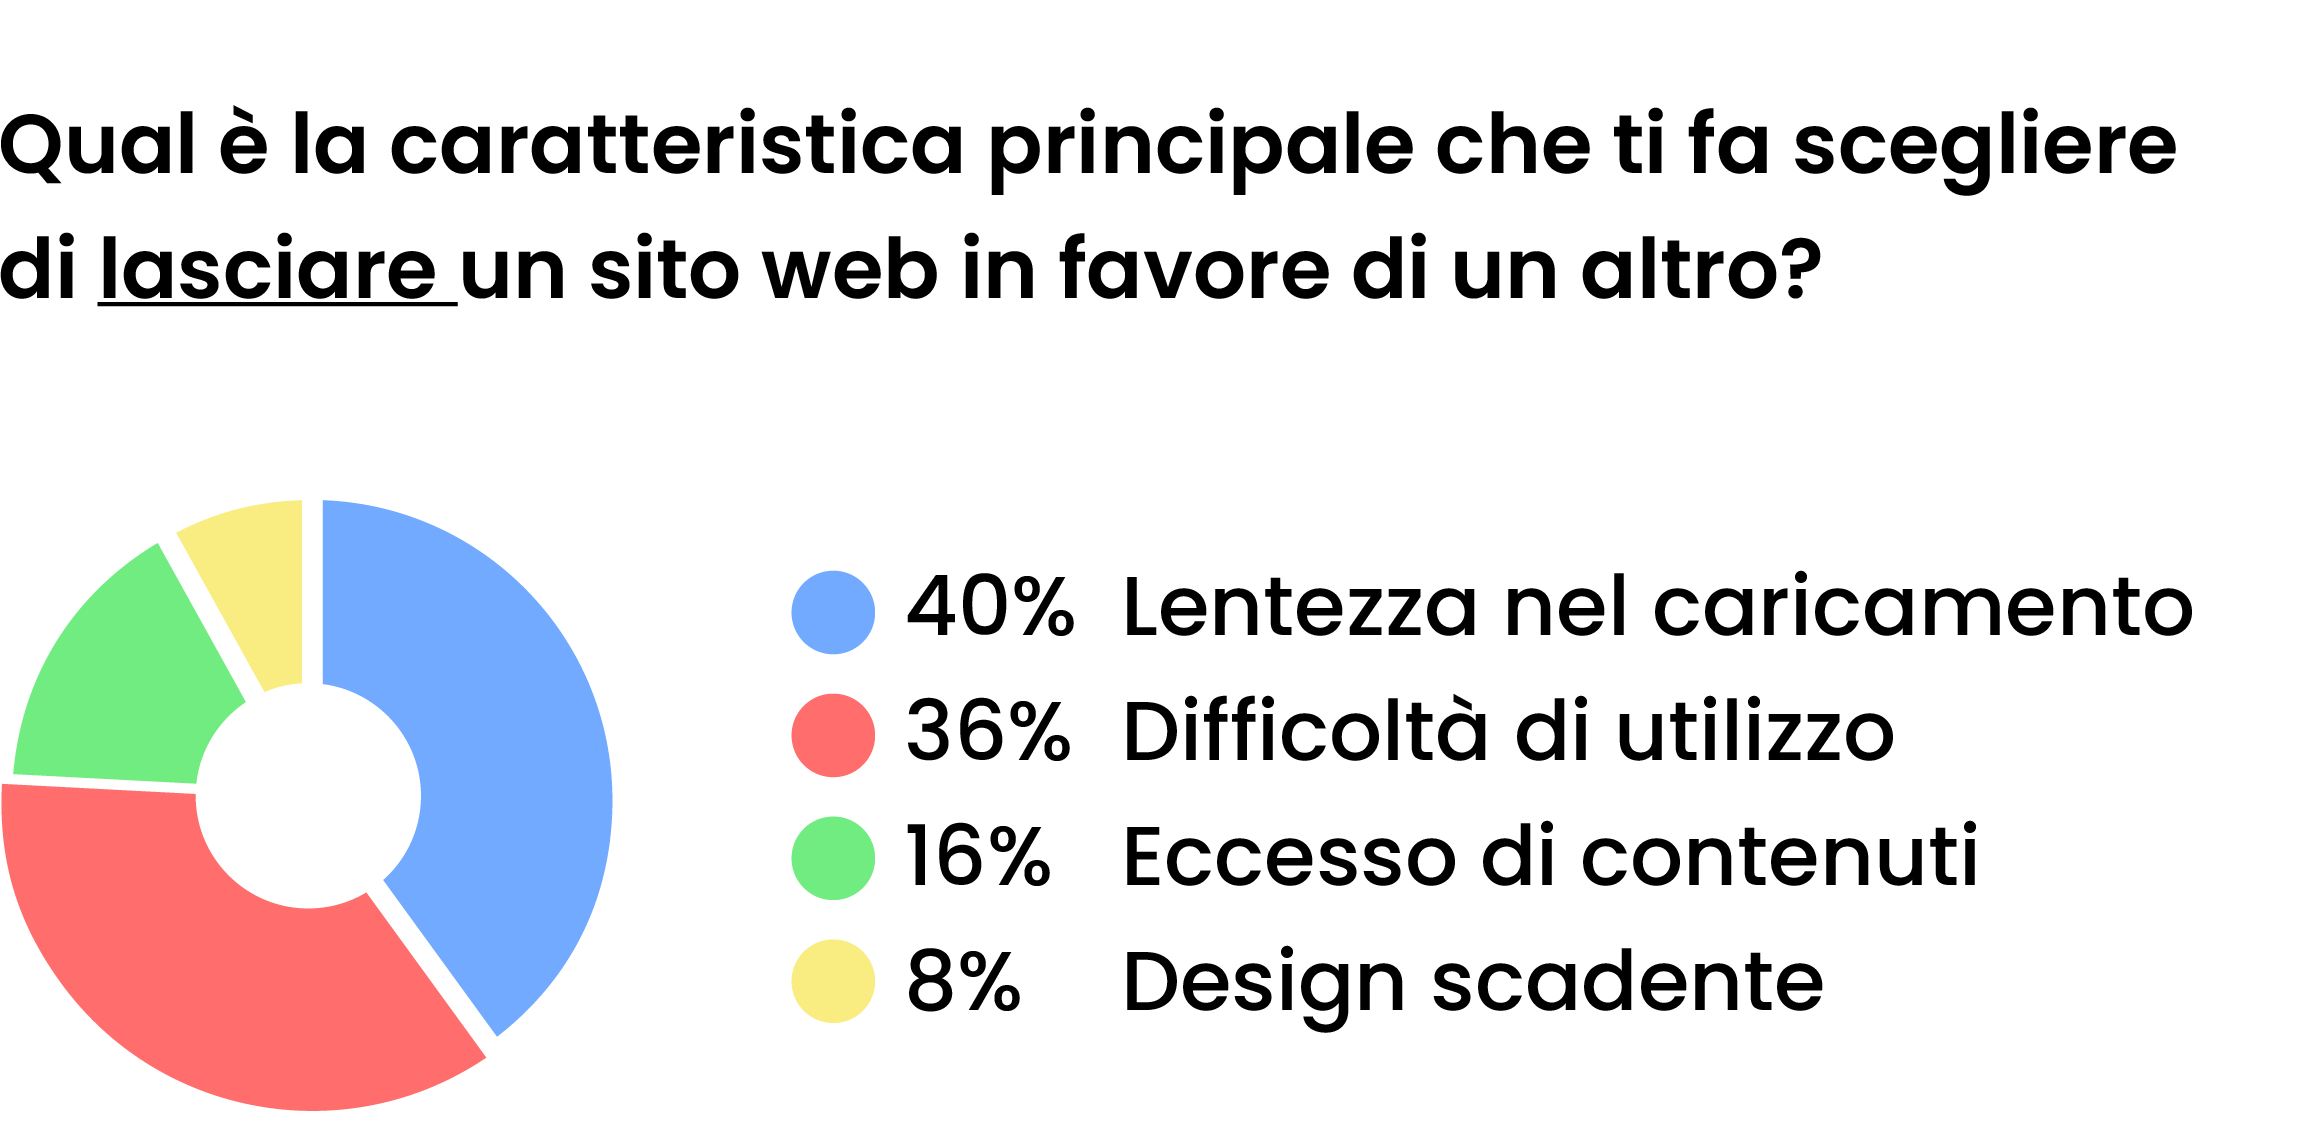 Qual è la caratteristica principale che ti fa scegliere
di lasciare un sito web in favore di un altro?
40% Lentezza nel caricamento
36% Difficoltà di utilizzo
16% Eccesso di contenuti
8% Design scadente